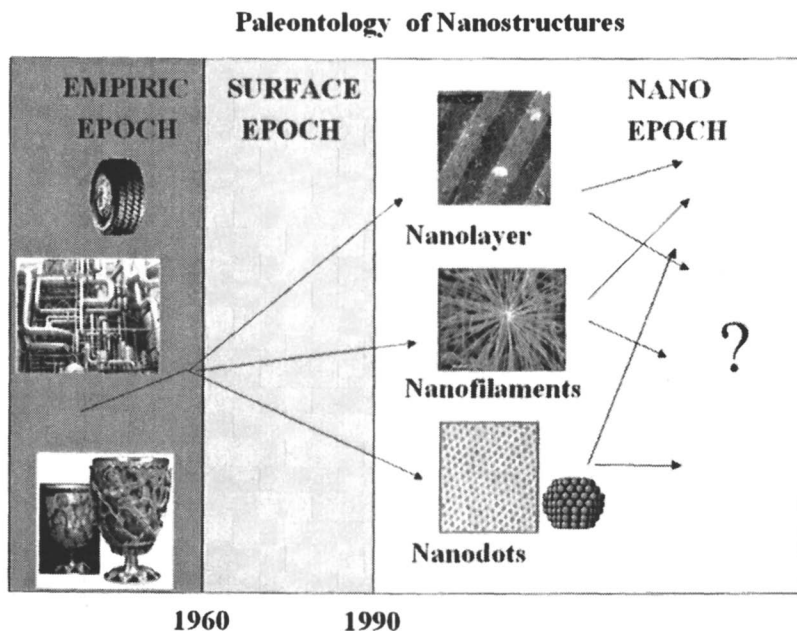 Paleontology of Nanostructures
EMPIRIC
EPOCH
SURFACE
EPOCH
NANO
EPOCH
Nanolayer
Nanofilaments
?
Nanodots
1960
1990